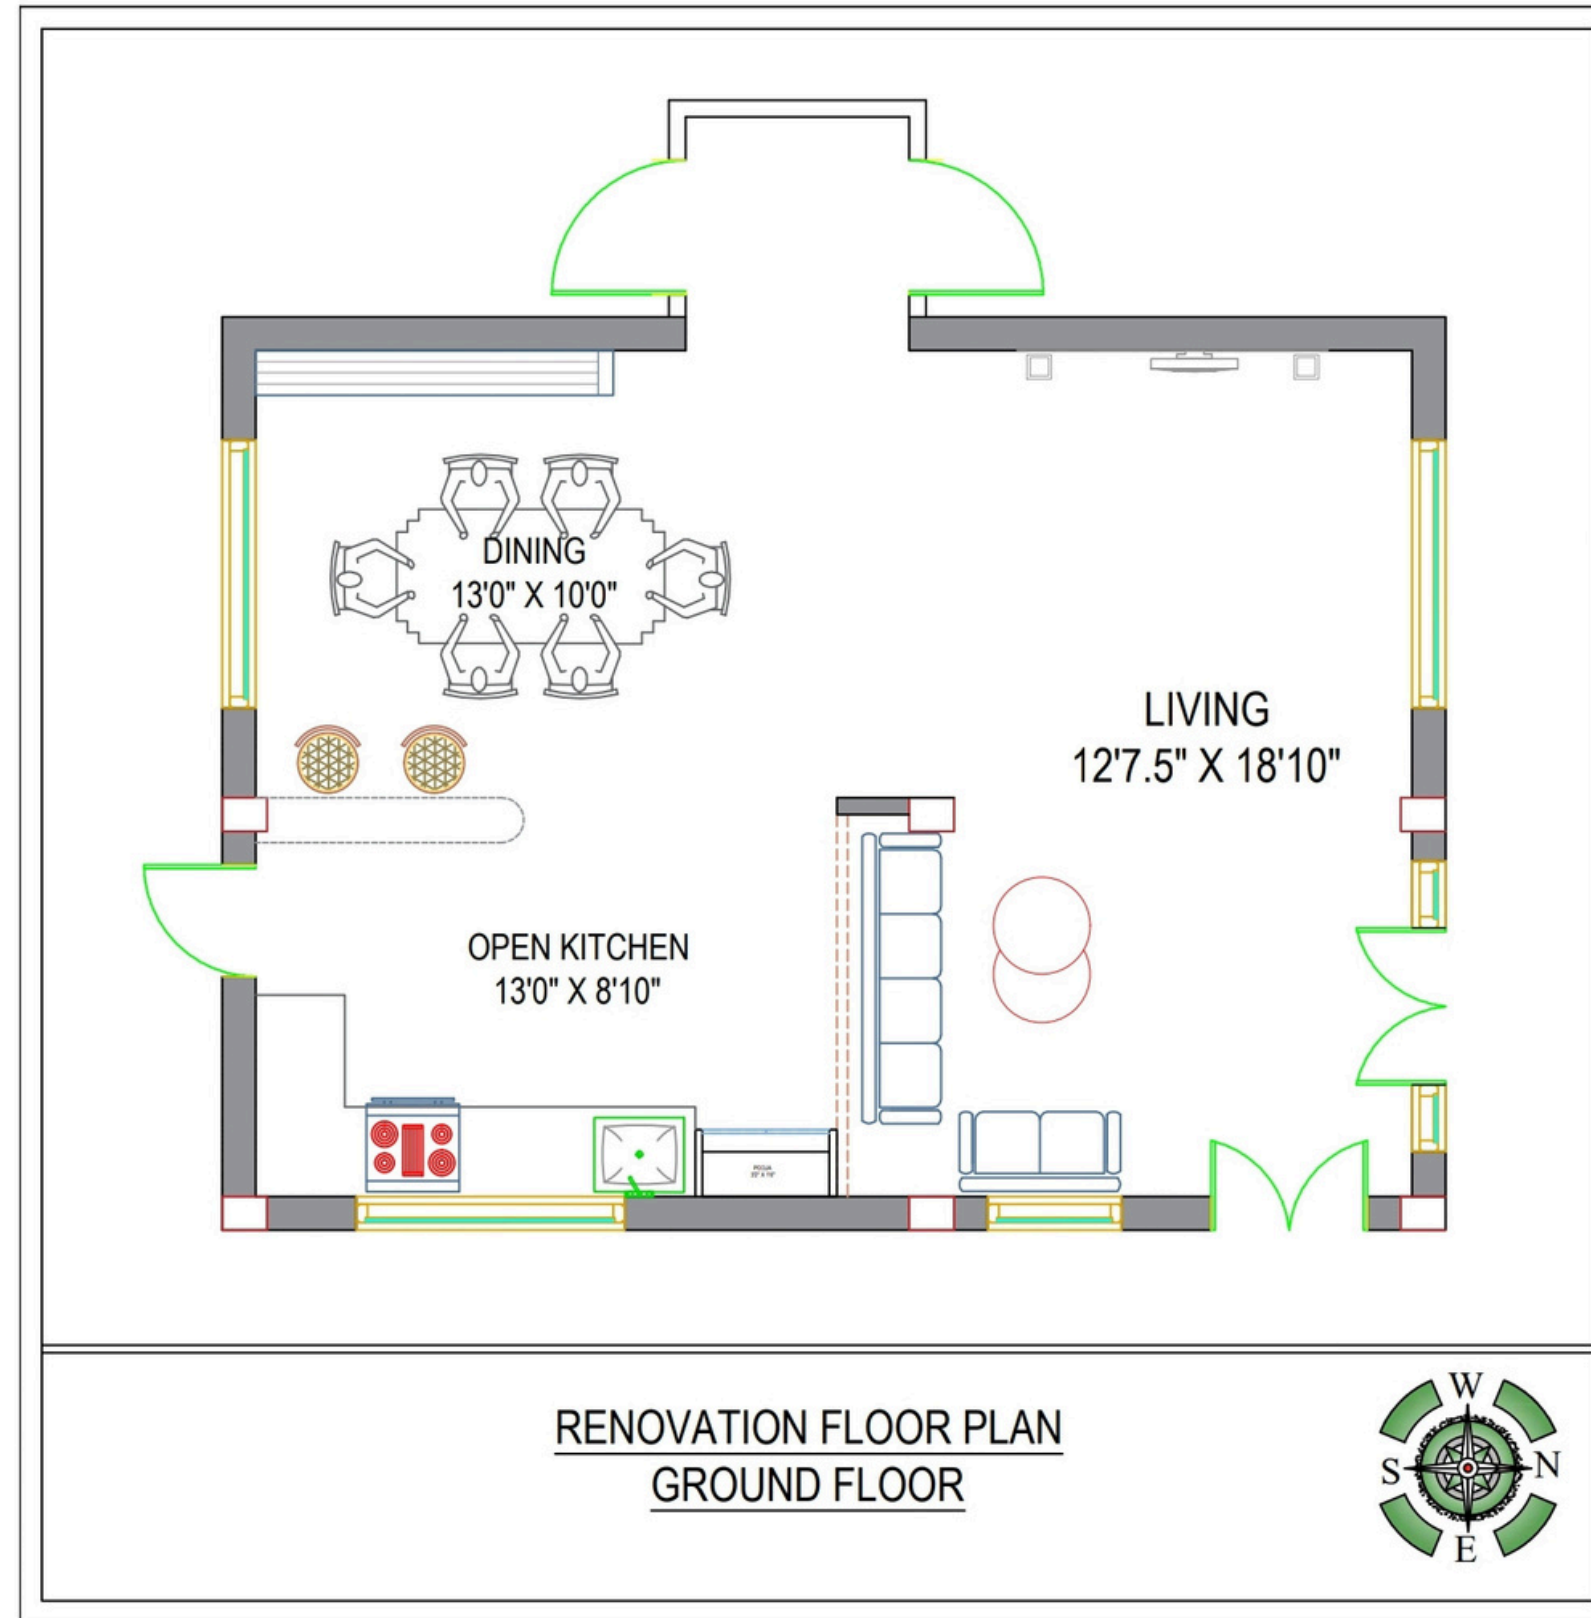 DINING
13'0" X 10'0"
LIVING
12'7.5" X 18'10"
OPEN KITCHEN
13'0" X 8'10"
POOJA
RENOVATION FLOOR PLAN
GROUND FLOOR
W
S N
E